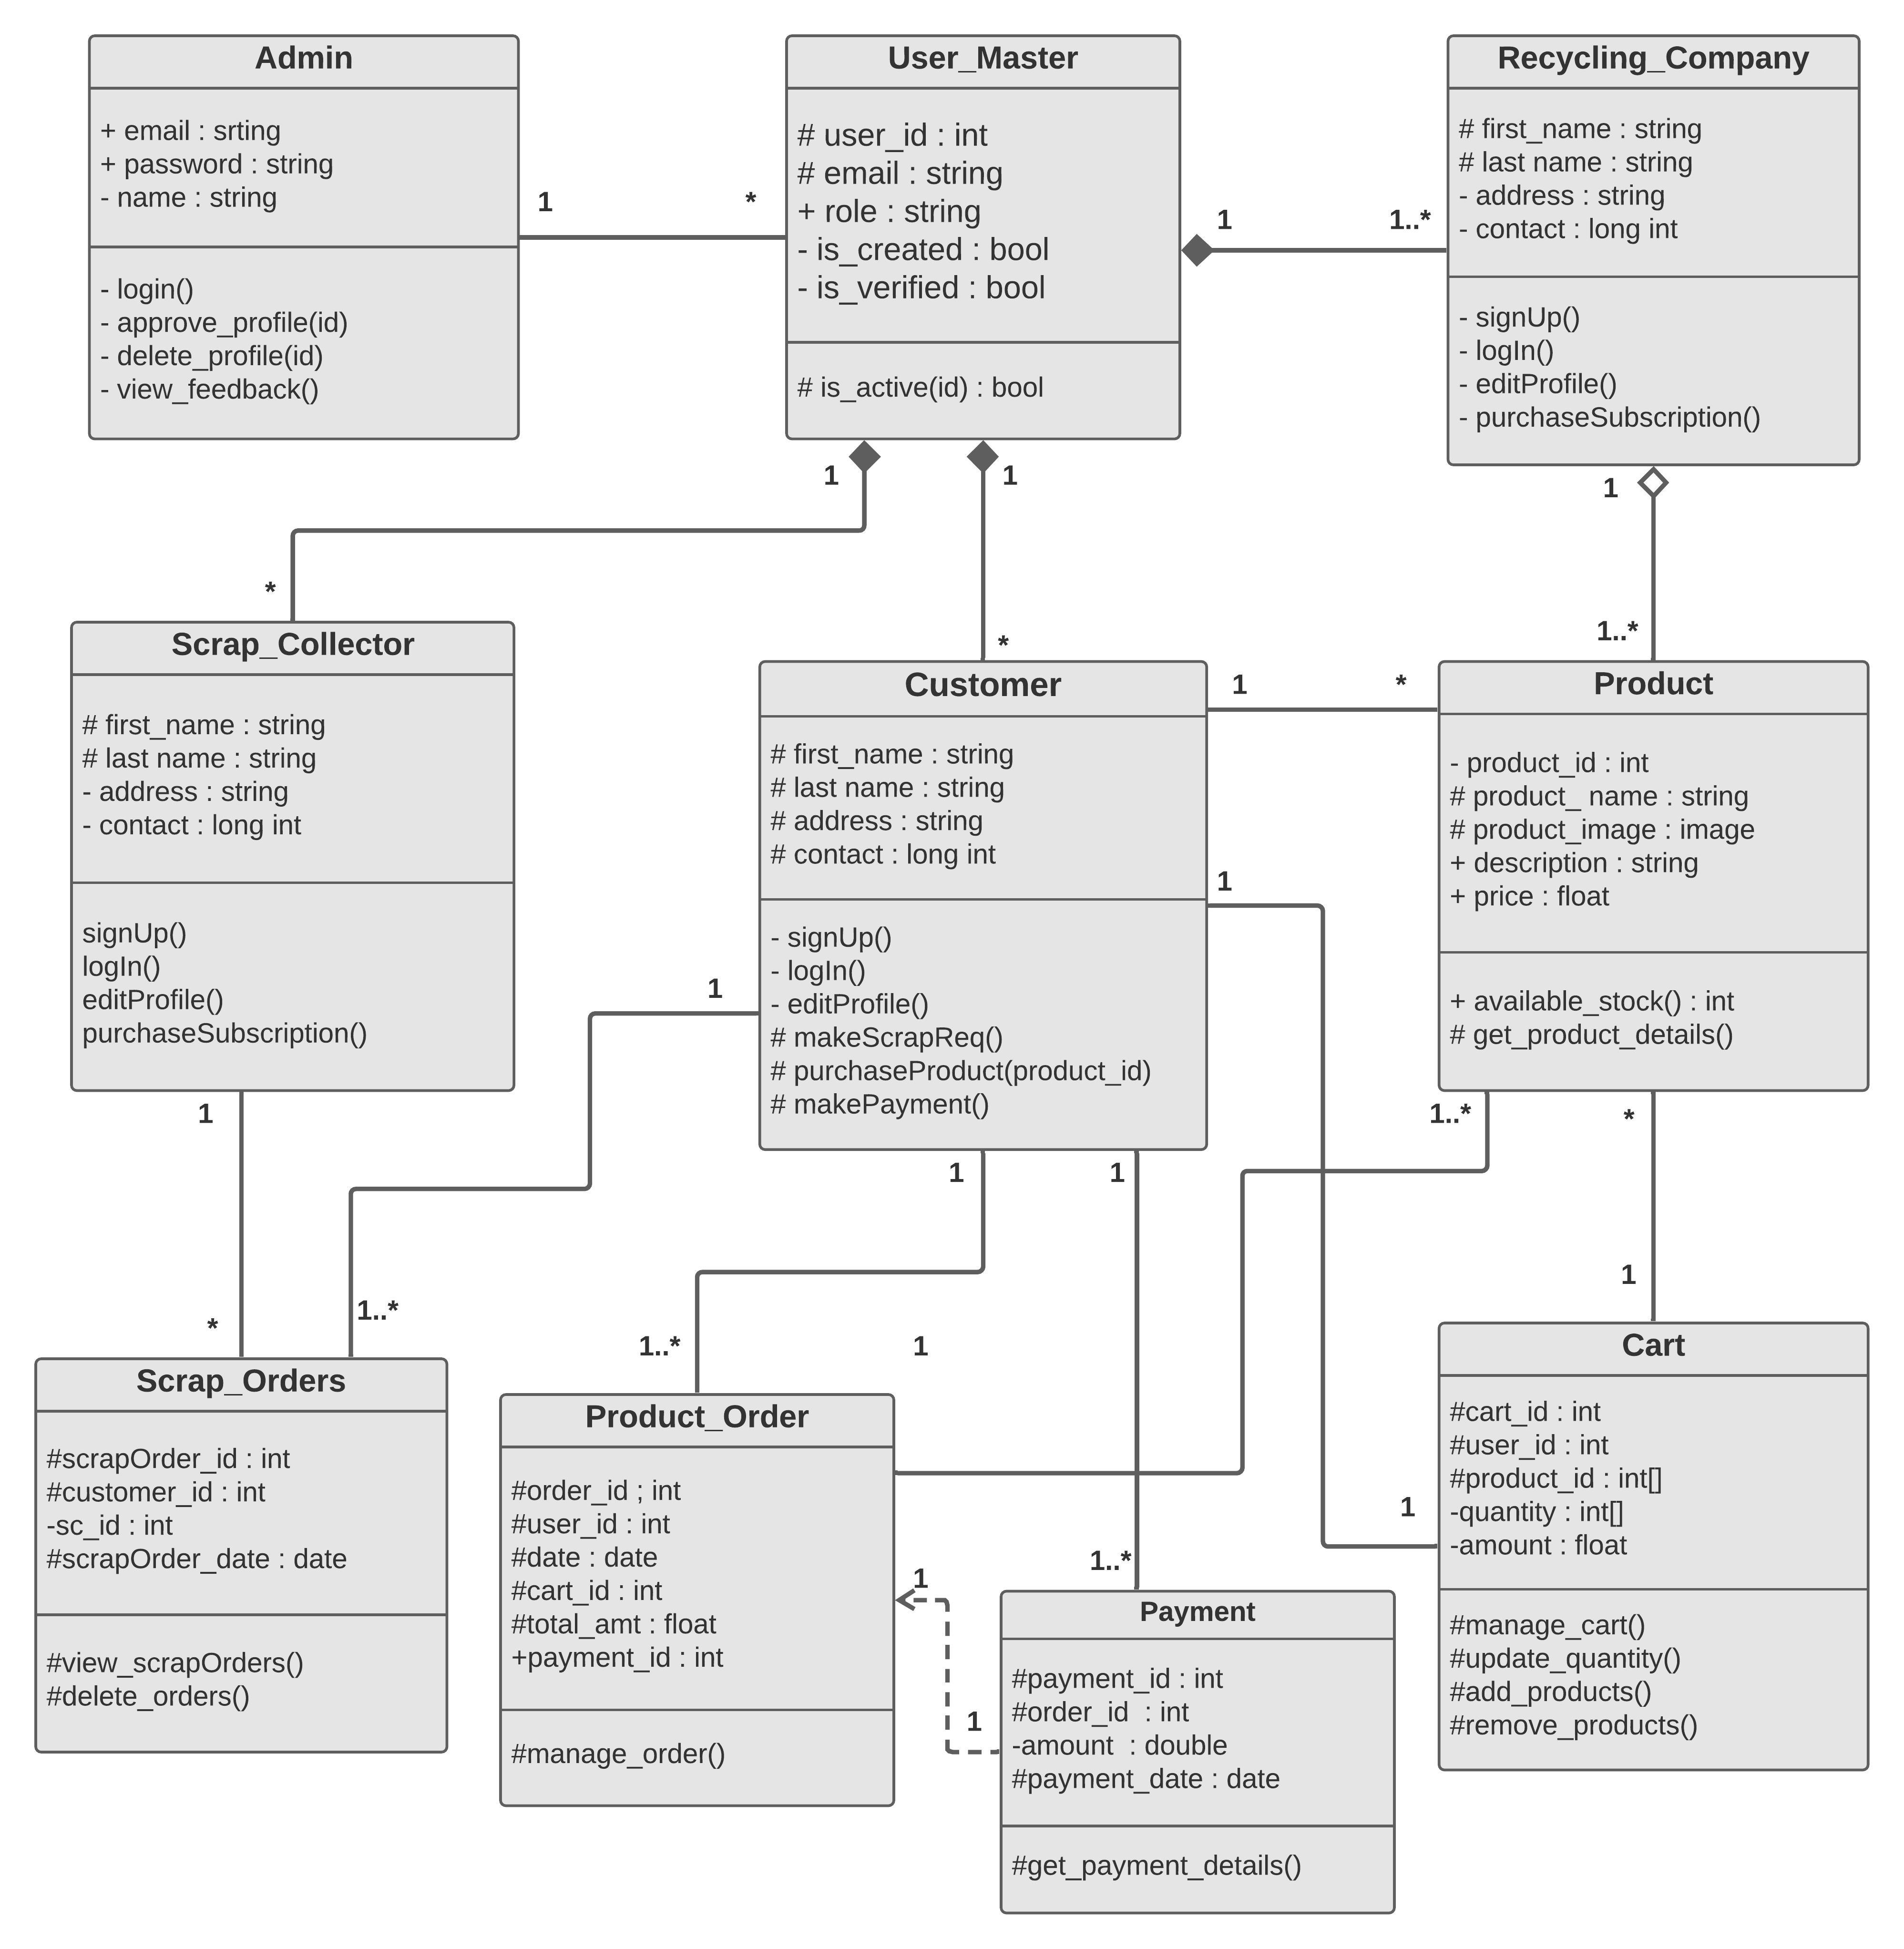 Admin
+ email : srting
+ password : string
- name : string
- login()
- approve_profile(id)
- delete_profile(id)
- view_feedback()
1
*
User_Master
# user_id : int
# email : string
+ role : string
- is_created : bool
- is_verified : bool
# is_active(id) : bool
1
1..*
Recycling_Company
# first_name : string
# last name : string
- address : string
- contact : long int
- signUp()
- logIn()
- editProfile()
- purchaseSubscription()
1
1
1
*
*
1..*
Scrap_Collector
# first_name : string
# last name : string
- address : string
- contact : long int
signUp()
logIn()
editProfile()
purchaseSubscription()
Customer
# first_name : string
# last name : string
# address : string
# contact : long int
- signUp()
- logIn()
- editProfile()
# makeScrapReq()
# purchaseProduct(product_id)
# makePayment()
1
*
1
1
Product
- product_id : int
# product_ name : string
# product_image : image
+ description : string
+ price : float
+ available_stock() : int
# get_product_details()
1
1
1
1..*
*
*
1..*
1..*
1
1
Scrap_Orders
#scrapOrder_id : int
#customer_id : int
-sc_id : int
#scrapOrder_date : date
#view_scrapOrders()
#delete_orders()
Product_Order
#order_id ; int
#user_id : int
#date : date
#cart_id : int
#total_amt : float
+payment_id : int
#manage_order()
1
1
1..*
1
Payment
#payment_id : int
#order_id  : int
-amount  : double
#payment_date : date
#get_payment_details()
Cart
#cart_id : int
#user_id : int
#product_id : int[]
-quantity : int[]
-amount : float
#manage_cart()
#update_quantity()
#add_products()
#remove_products()